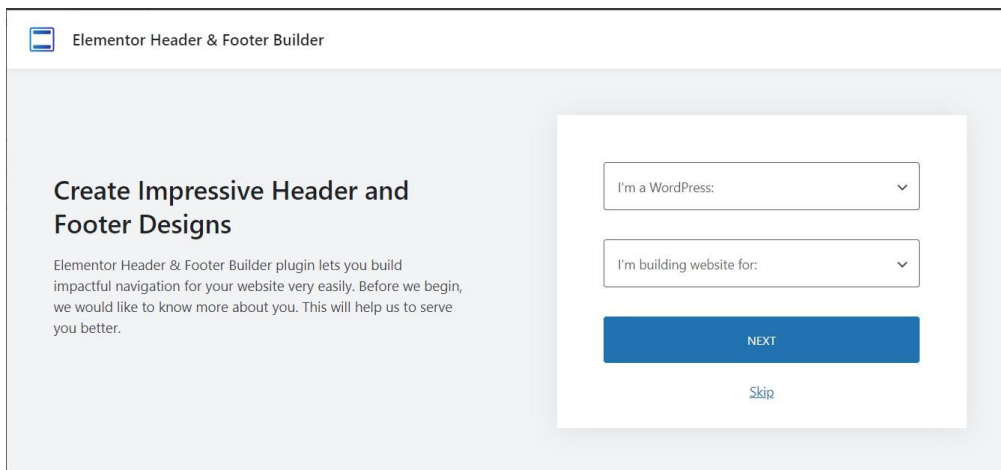 Elementor Header & Footer Builder
Create Impressive Header and
Footer Designs
Elementor Header & Footer Builder plugin lets you build
impactful navigation for your website very easily. Before we begin,
we would like to know more about you. This will help us to serve
you better.
I'm a WordPress:
I'm building website for:
NEXT
Skip